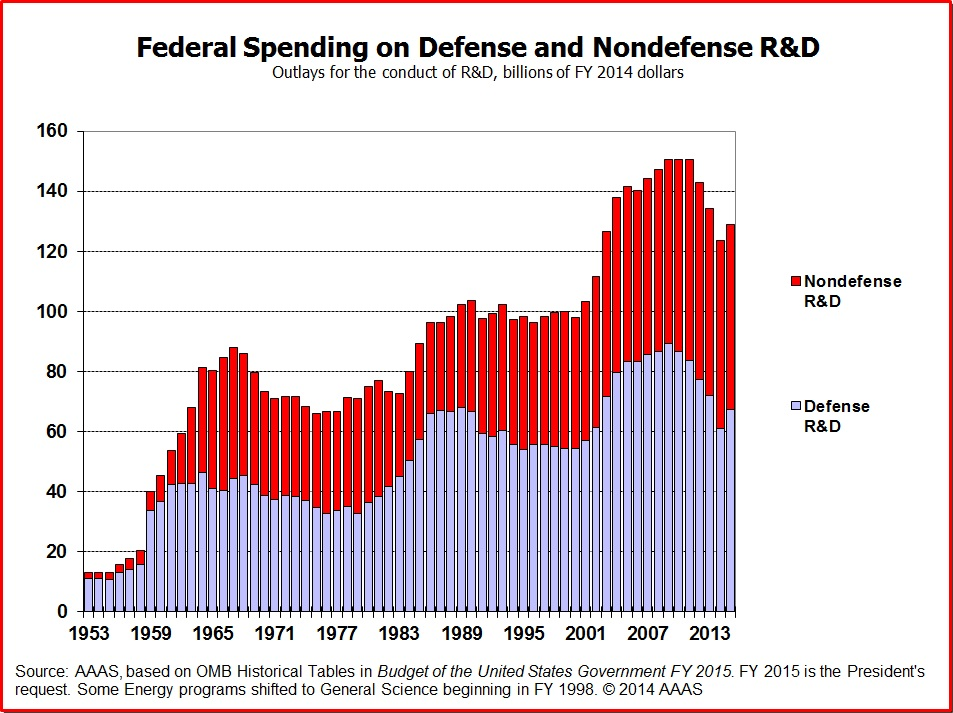 Federal Spending on Defense and Nondefense R&D
Outlays for the conduct of R&D, billions of FY 2014 dollars
160
140
120
100
80
60
40
20
0
1953 1959 1965 1971 1977 1983 1989 1995 2001 2007 2013
Nondefense
R&D
Defense
R&D
Source: AAAS, based on OMB Historical Tables in Budget of the United States Government FY 2015. FY 2015 is the President's
request. Some Energy programs shifted to General Science beginning in FY 1998. © 2014 AAAS